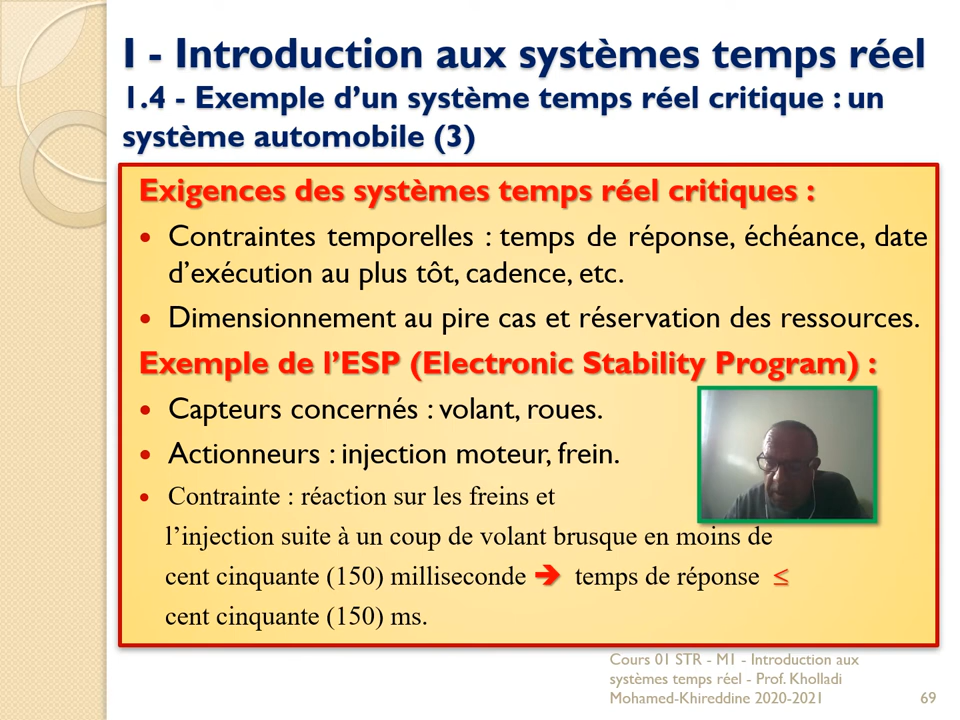 I - Introduction aux systèmes temps réel
1.4 - Exemple d’un système temps réel critique : un
système automobile (3)
Exigences des systèmes temps réel critiques :
• Contraintes temporelles : temps de réponse, échéance, date
d’exécution au plus tôt, cadence, etc.
• Dimensionnement au pire cas et réservation des ressources.
Exemple de l’ESP (Electronic Stability Program) :
• Capteurs concernés : volant, roues.
• Actionneurs : injection moteur, frein.
• Contrainte : réaction sur les freins et
l’injection suite à un coup de volant brusque en moins de
cent cinquante (150) milliseconde ➔ temps de réponse ≤
cent cinquante (150) ms.
Cours 01 STR - M1 - Introduction aux
systèmes temps réel - Prof. Kholladi
Mohamed-Khireddine 2020-2021
69